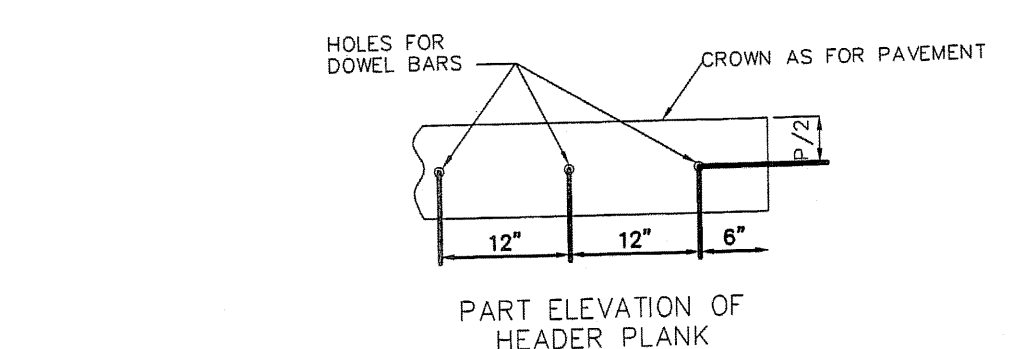 HOLES FOR
DOWEL BARS
CROWN AS FOR PAVEMENT
P/2
12"
12"
6"
PART ELEVATION OF
HEADER PLANK